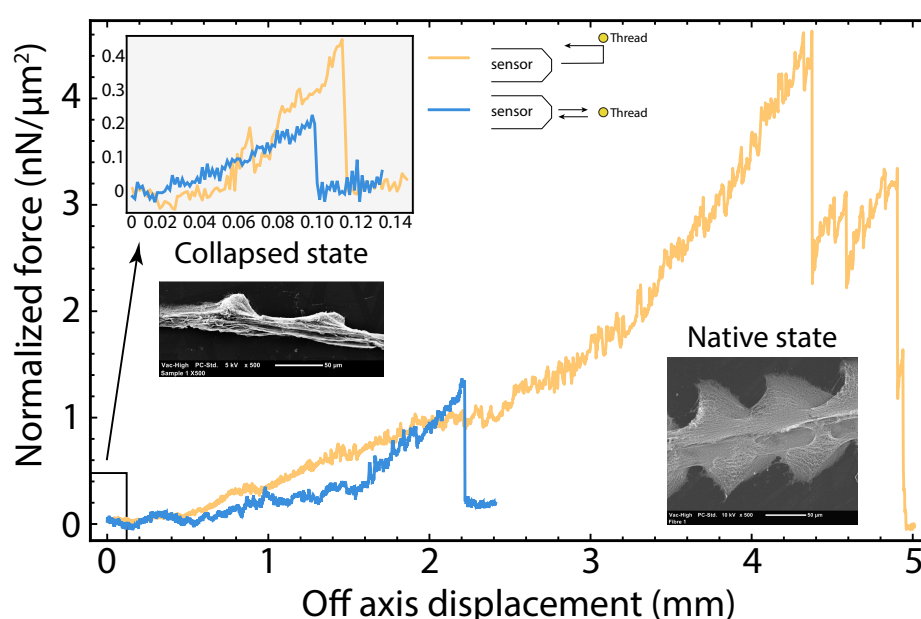 Normalized force (nN/μm²)
4
3
2
1
0
0.4
0.3
0.2
0.1
0
0 0.02 0.04 0.06 0.08 0.10 0.12 0.14
sensor
Thread
sensor
Thread
Collapsed state
Vac-High PC-Std. 5 kV x 500 50 μm
Sample 1 X500
Native state
Vac-High PC-Std. 10 kV x 500 50 μm
Fibre 1
0 1 2 3 4 5
Off axis displacement (mm)